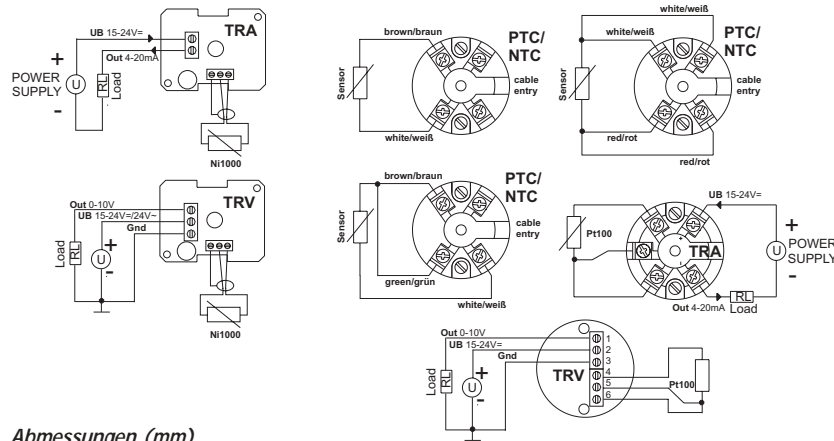 UB 15-24V=
TRA
Out 4-20mA
+
POWER
SUPPLY
-
U
RL
Load
Ni1000
brown/braun
PTC/
NTC
Sensor
cable
entry
white/weiß
white/weiß
white/weiß
PTC/
NTC
Sensor
cable
entry
red/rot
red/rot
Out 0-10V
UB 15-24V=/24V~
Gnd
TRV
Load
RL
U
+
-
Ni1000
brown/braun
PTC/
NTC
Sensor
cable
entry
green/grün
white/weiß
UB 15-24V=
Pt100
+
-
TRA
+
U
POWER
SUPPLY
-
Out 4-20mA
RL
Load
Out 0-10V
UB 15-24V=
Gnd
1
2
3
4
5
6
TRV
Load
RL
U
+
-
Pt100
Abmessungen (mm)